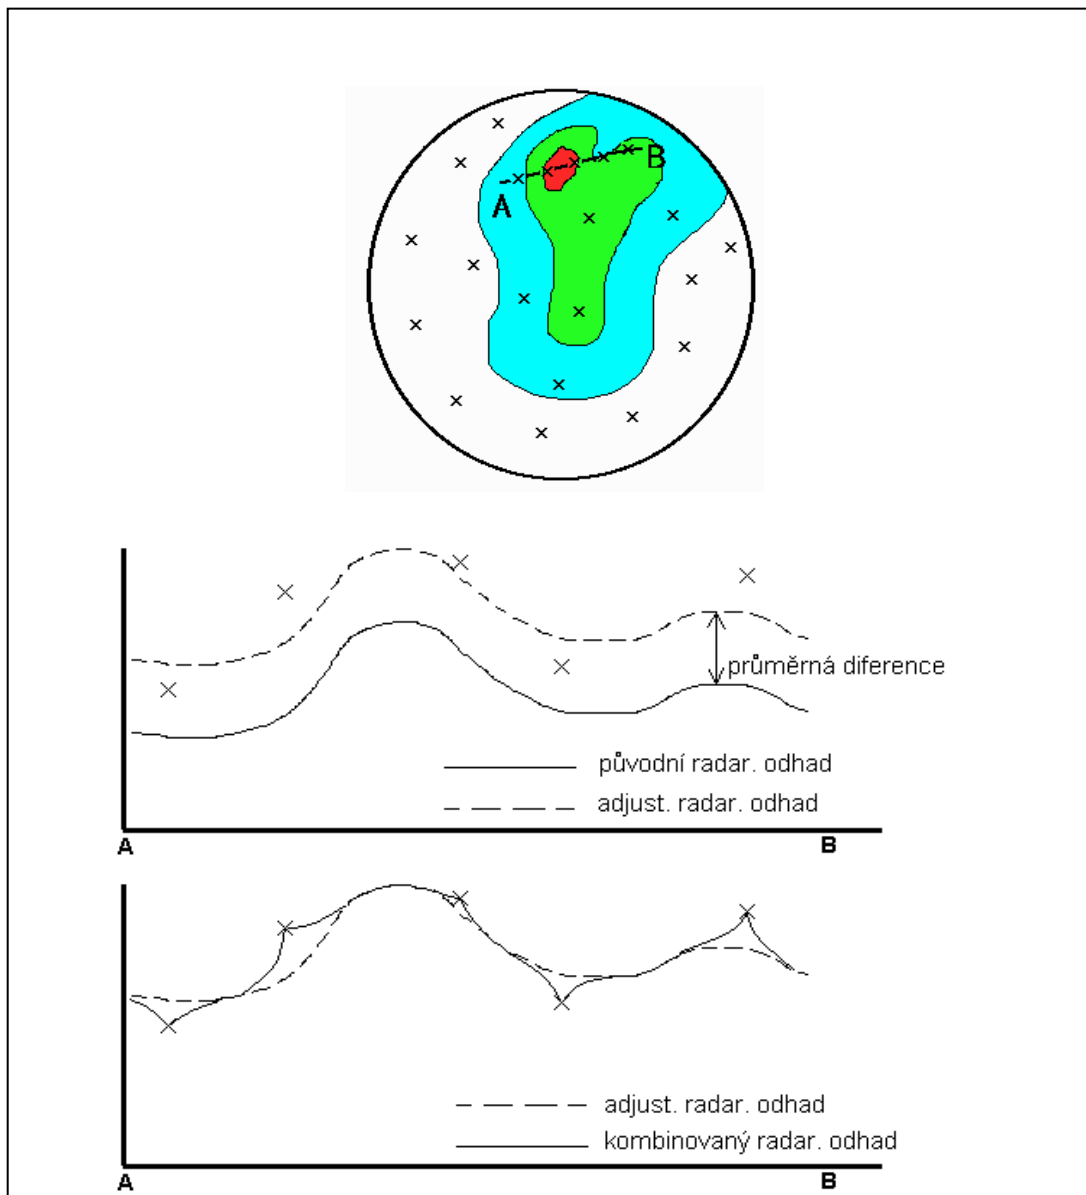 B
A
průměrná diference
původní radar. odhad
adjust. radar. odhad
A B
adjust. radar. odhad
kombinovaný radar. odhad
A B